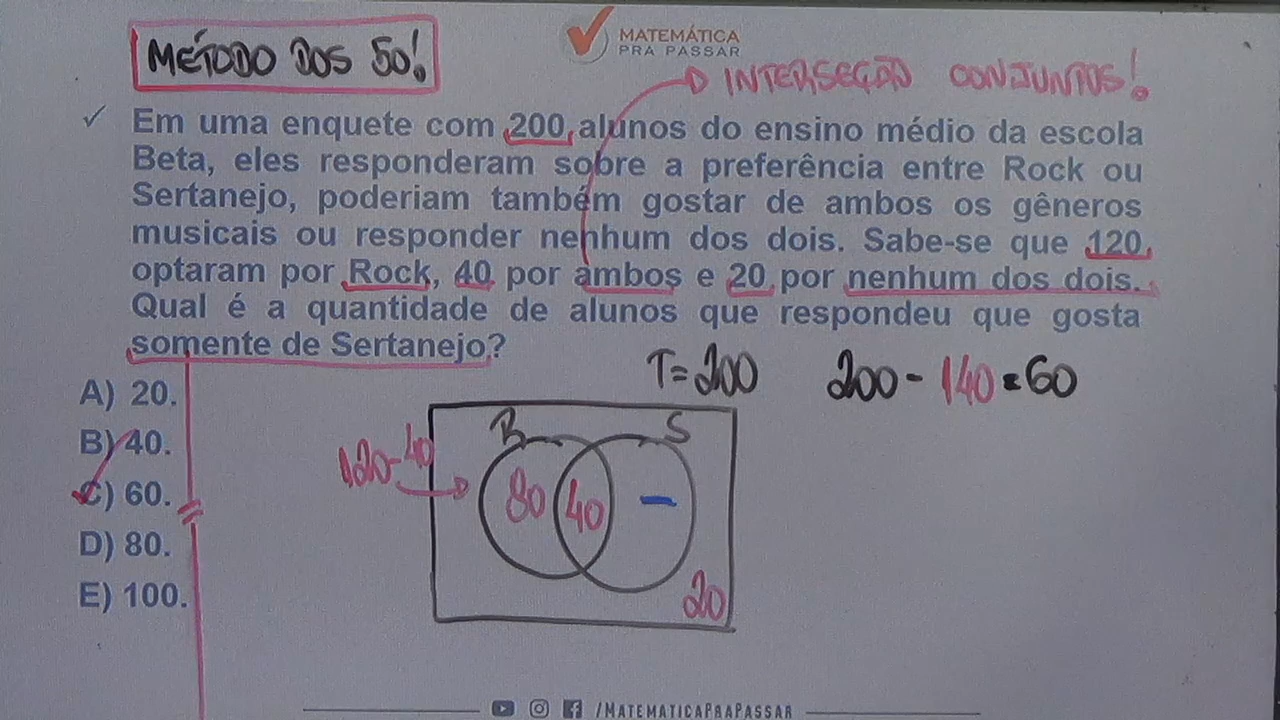 MÉTODO DOS 50!
MATEMÁTICA
PRA PASSAR
INTERSEÇÃO CONJUNTOS!
Em uma enquete com 200 alunos do ensino médio da escola
Beta, eles responderam sobre a preferência entre Rock ou
Sertanejo, poderiam também gostar de ambos os gêneros
musicais ou responder nenhum dos dois. Sabe-se que 120
optaram por Rock, 40 por ambos e 20 por nenhum dos dois.
Qual é a quantidade de alunos que respondeu que gosta
somente de Sertanejo?
T=200 200-140=60
A) 20.
B) 40.
C) 60.
D) 80.
E) 100.
R S
120-40
80 40 -
20
/MATEMATICAPRAPASSAR